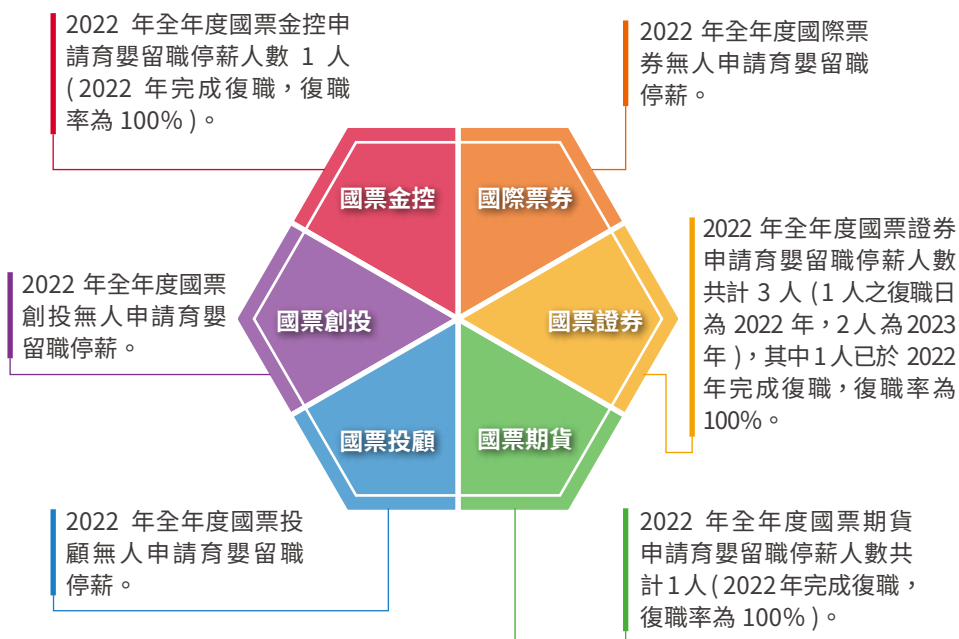 2022 年全年度國票金控申
請育嬰留職停薪人數 1 人
( 2022 年完成復職，復職
率為 100% )。
2022 年全年度國際票
券無人申請育嬰留職
停薪。
國票金控
國際票券
2022 年全年度國票創
創投無人申請育嬰
留職停薪。
國票創投
國票證券
2022 年全年度國票證券
申請育嬰留職停薪人數
共計 3 人 ( 1 人之復職日
為 2022 年，2 人為2023
年 )，其中 1 人已於 2022
年完成復職，復職率為
100%。
國票投顧
國票期貨
2022 年全年度國票投
顧無人申請育嬰留職
停薪。
2022 年全年度國票期貨
申請育嬰留職停薪人數共
計 1 人 ( 2022 年完成復職，
復職率為 100% )。